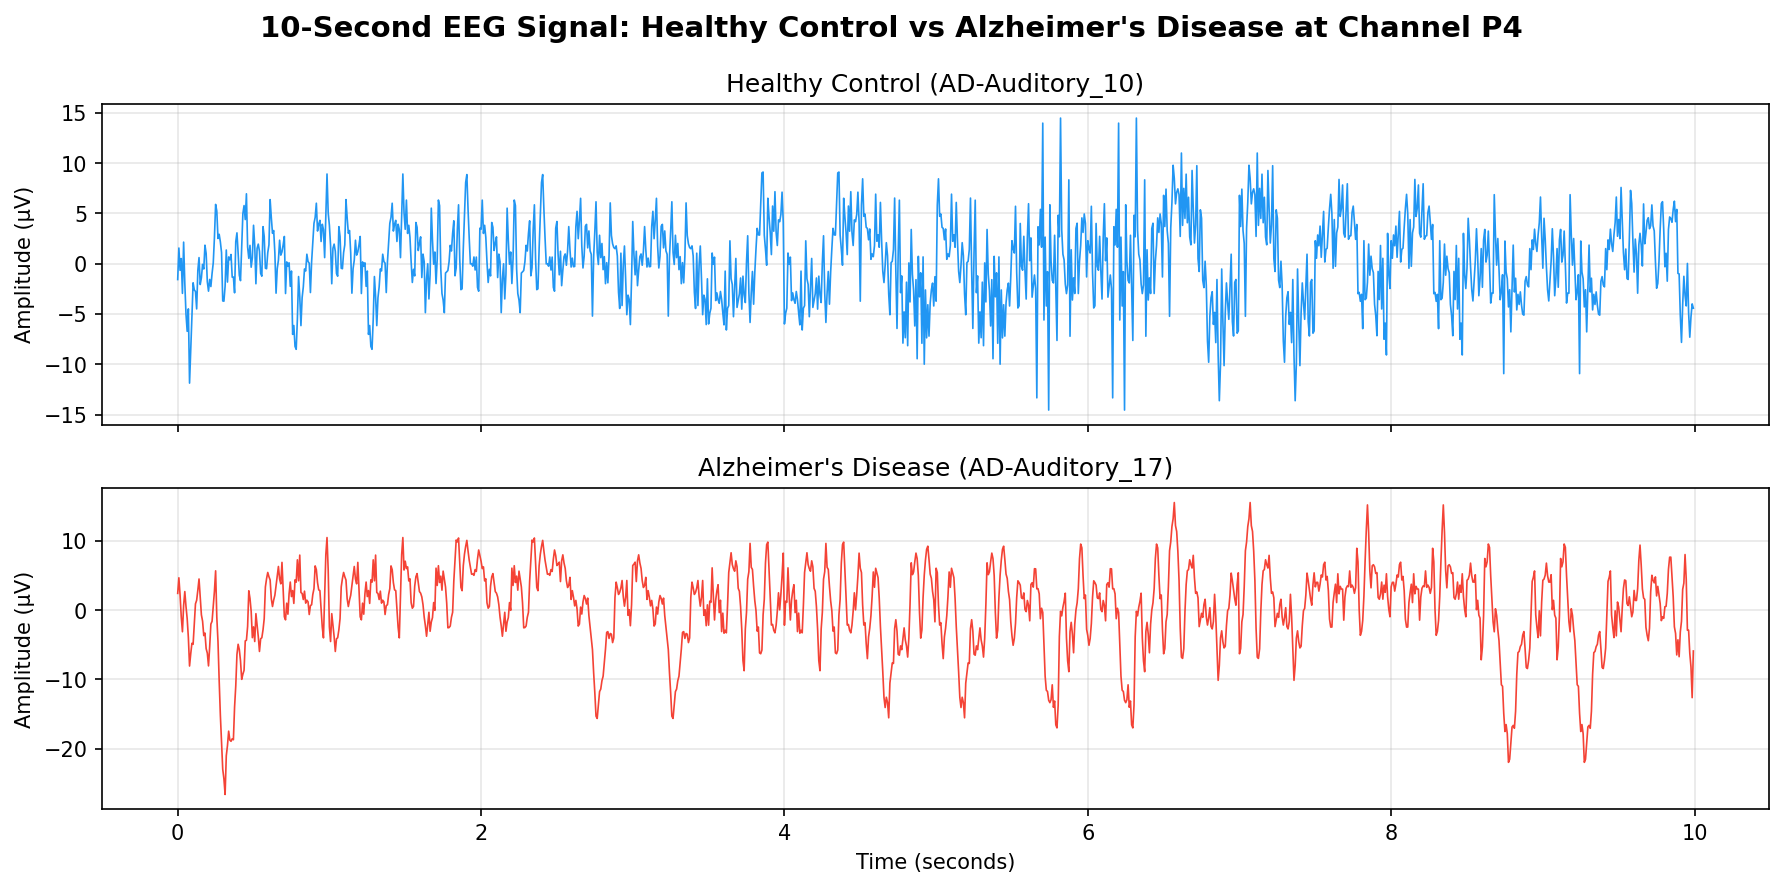 10-Second EEG Signal: Healthy Control vs Alzheimer's Disease at Channel P4
Healthy Control (AD-Auditory_10)
Amplitude (µV)
15
10
5
0
−5
−10
−15
Alzheimer's Disease (AD-Auditory_17)
Amplitude (µV)
10
0
−10
−20
0
2
4
6
8
10
Time (seconds)